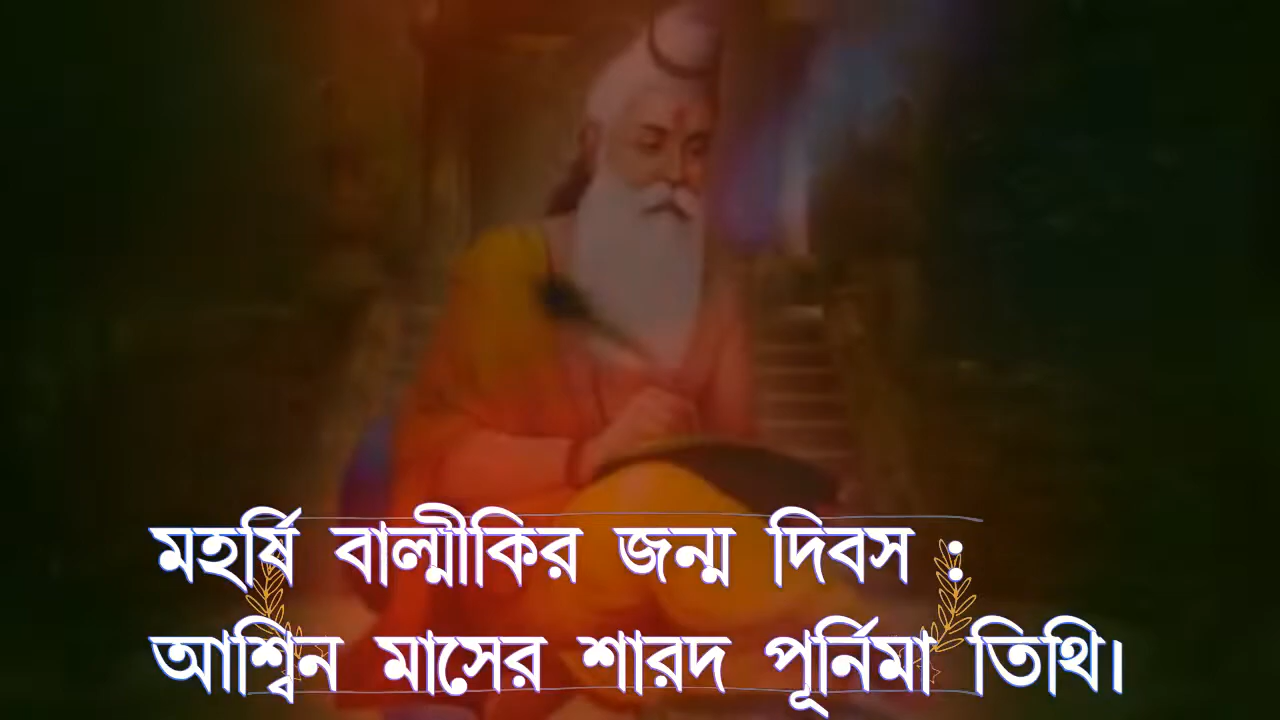 মহর্ষি বাল্মীকির জন্ম দিবস :
আশ্বিন মাসের শারদ পূর্নিমা তিথি।